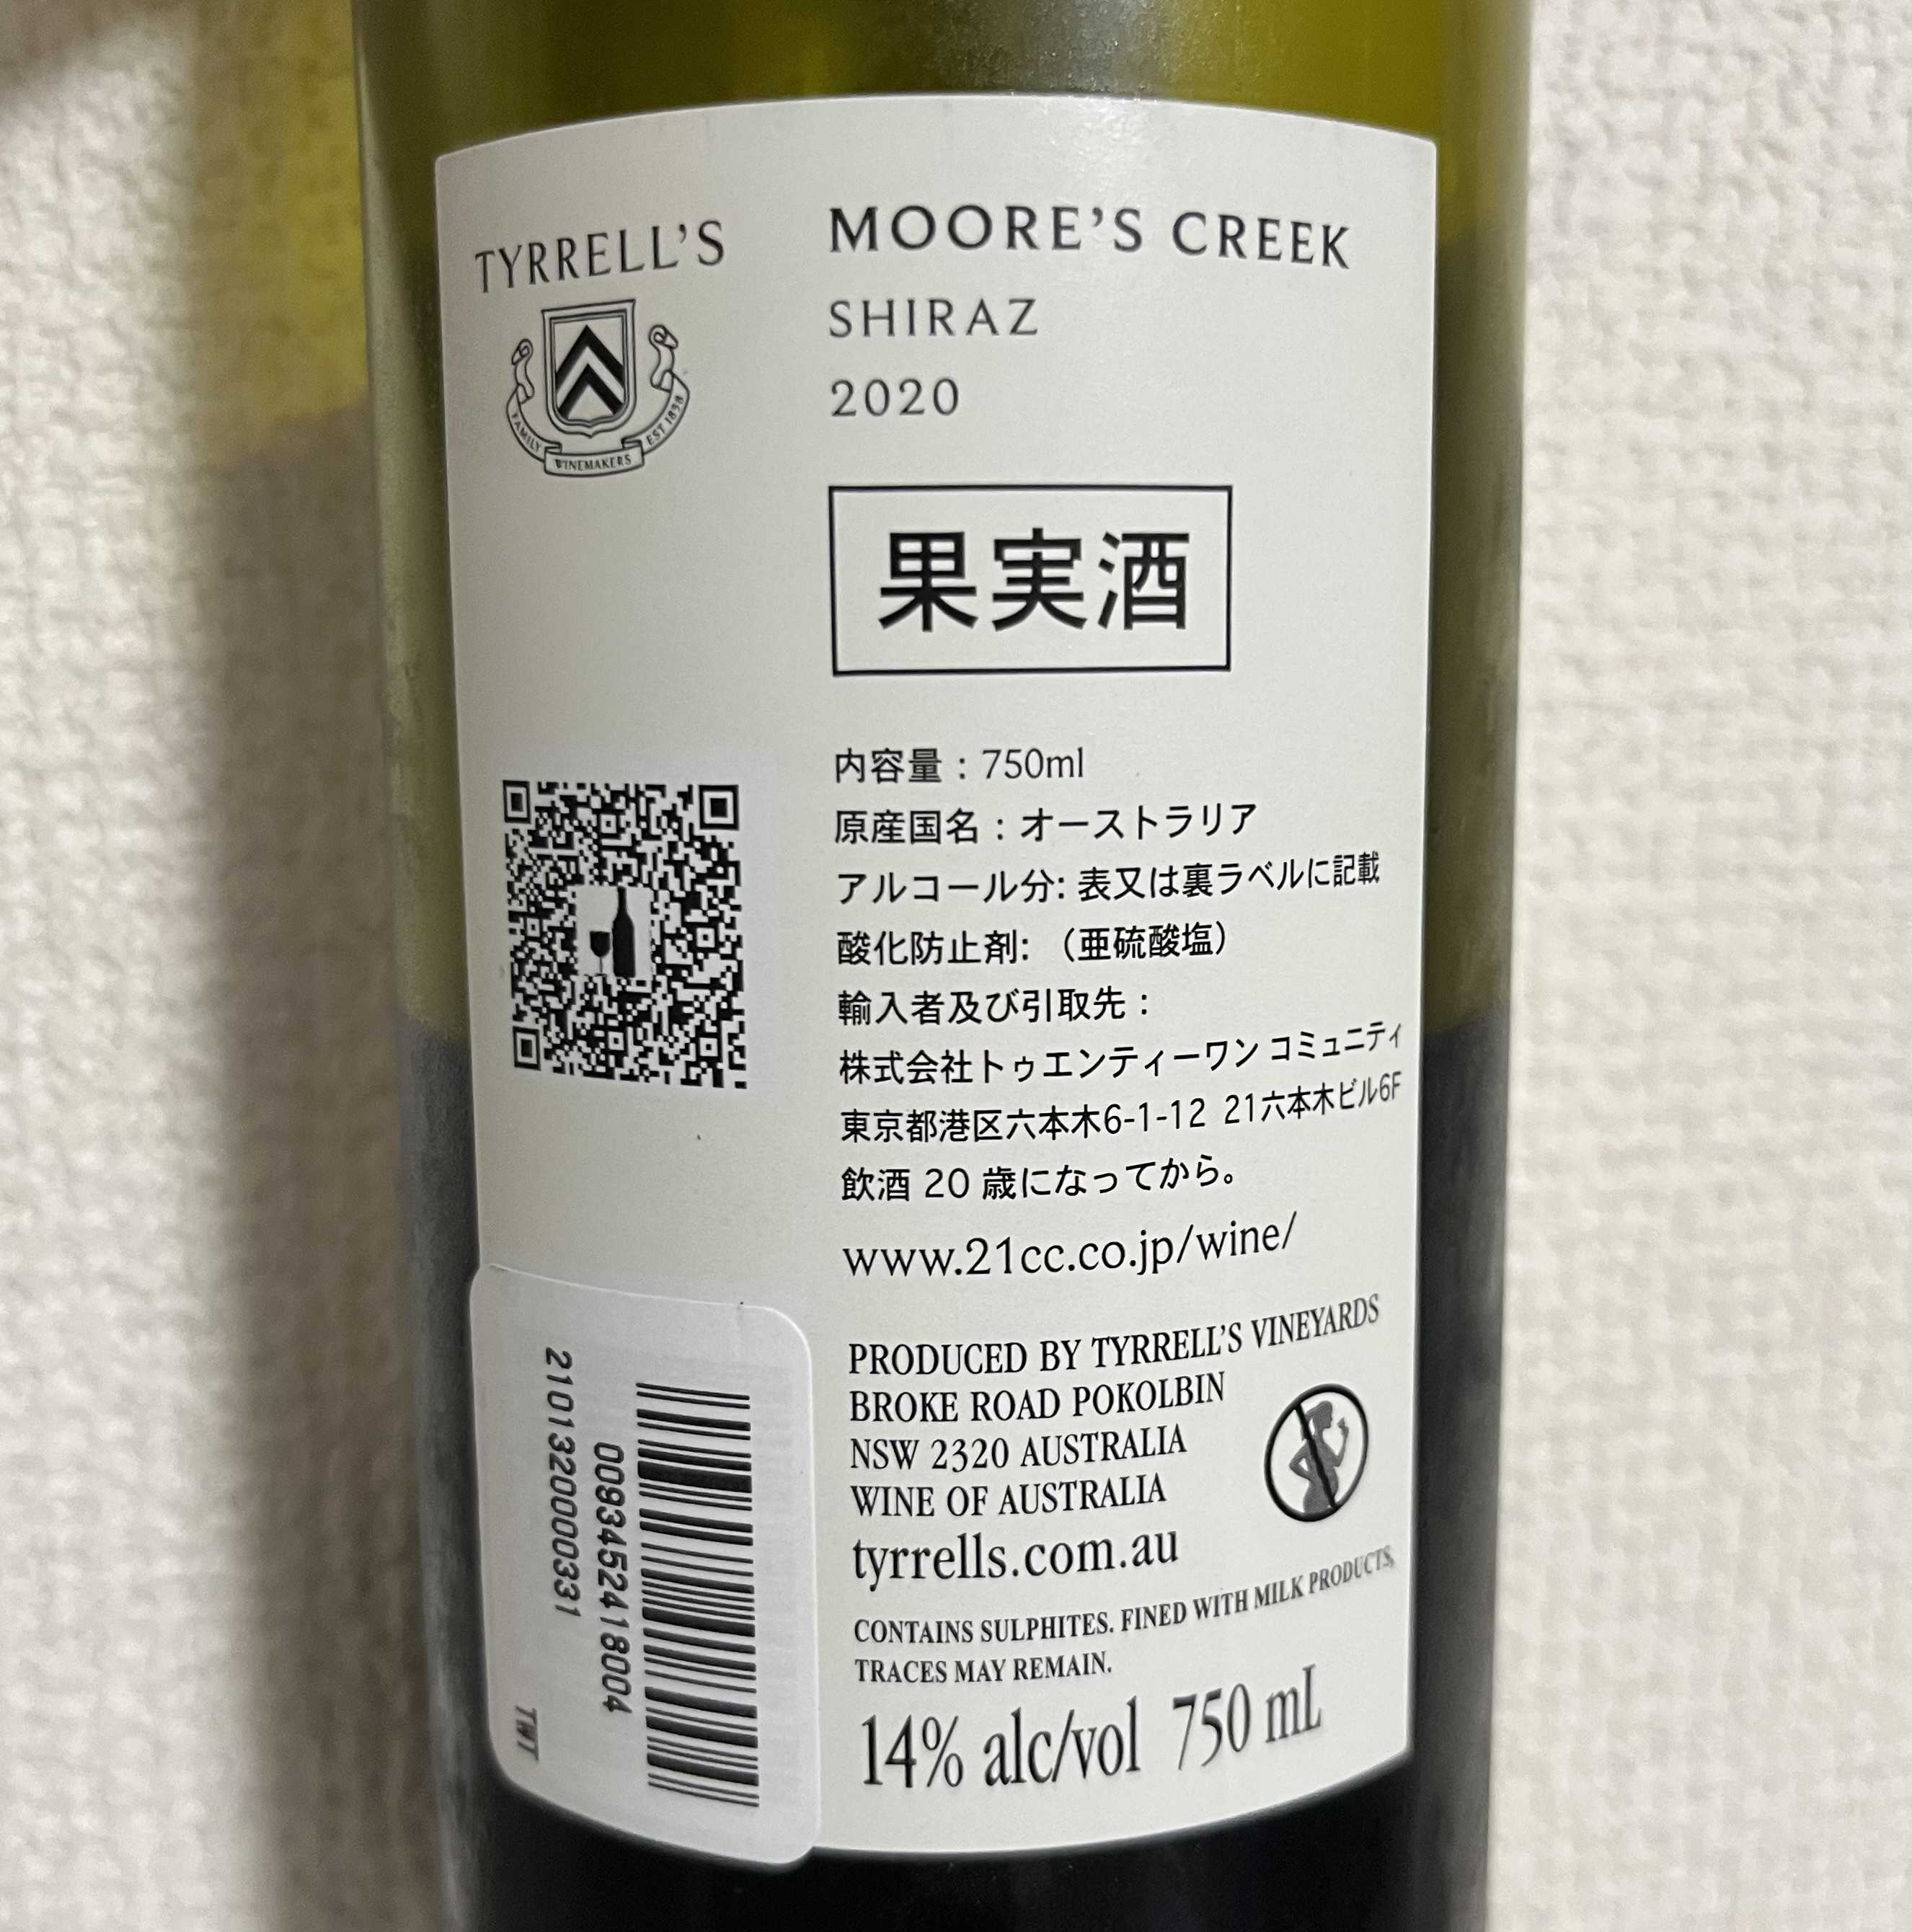 TYRRELL'S
FAMILY WINEMAKERS EST 1858
MOORE'S CREEK
SHIRAZ
2020
果実酒
内容量：750ml
原産国名：オーストラリア
アルコール分: 表又は裏ラベルに記載
酸化防止剤: （亜硫酸塩）
輸入者及び引取先：
株式会社トゥエンティーワン コミュニティ
東京都港区六本木6-1-12 21六本木ビル6F
飲酒 20 歳になってから。
www.21cc.co.jp/wine/
PRODUCED BY TYRRELL'S VINEYARDS
BROKE ROAD POKOLBIN
NSW 2320 AUSTRALIA
WINE OF AUSTRALIA
tyrrells.com.au
CONTAINS SULPHITES. FINED WITH MILK PRODUCTS,
TRACES MAY REMAIN.
14% alc/vol 750 mL
0093452418004
2101320000331
TWT